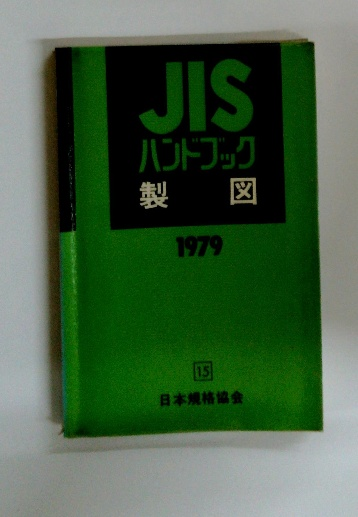 JIS
ハンドブック
製 図
1979
15
日本規格協会